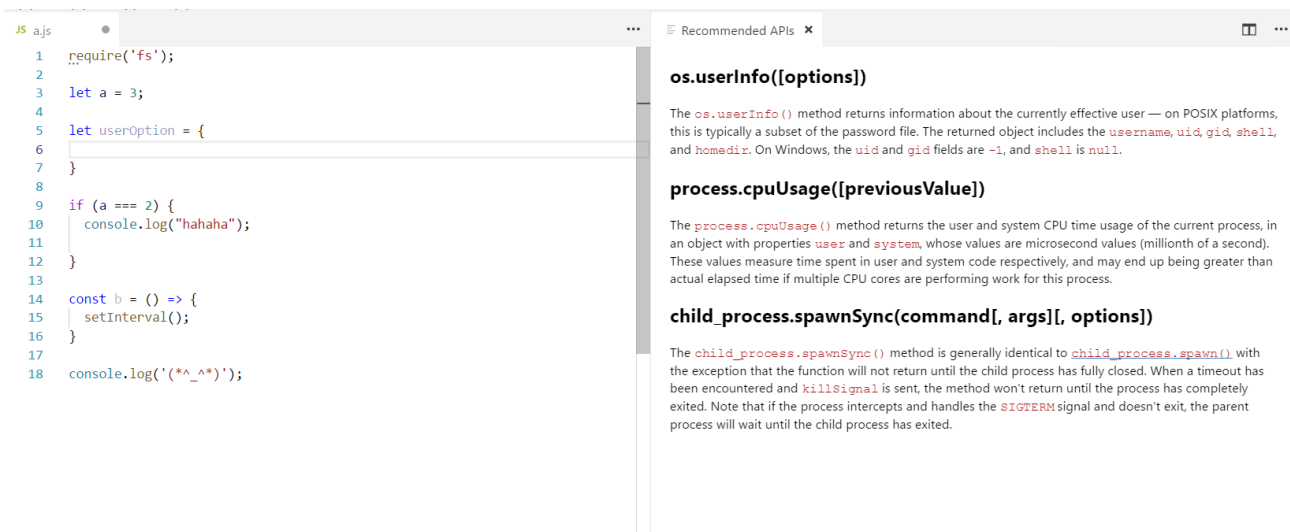 JS a.js
Recommended APIs
1 require('fs');
2
3 let a = 3;
4
5 let userOption = {
6
7 }
8
9 if (a === 2) {
10 console.log("hahaha");
11
12 }
13
14 const b = () => {
15 setInterval();
16 }
17
18 console.log('(*^_^*)');
os.userInfo([options])
The os.userInfo() method returns information about the currently effective user — on POSIX platforms,
this is typically a subset of the password file. The returned object includes the username, uid, gid, shell,
and homedir. On Windows, the uid and gid fields are -1, and shell is null.
process.cpuUsage([previousValue])
The process.cpuUsage() method returns the user and system CPU time usage of the current process, in
an object with properties user and system, whose values are microsecond values (millionth of a second).
These values measure time spent in user and system code respectively, and may end up being greater than
actual elapsed time if multiple CPU cores are performing work for this process.
child_process.spawnSync(command[, args][, options])
The child_process.spawnSync() method is generally identical to child_process.spawn() with
the exception that the function will not return until the child process has fully closed. When a timeout has
been encountered and killSignal is sent, the method won't return until the process has completely
exited. Note that if the process intercepts and handles the SIGTERM signal and doesn't exit, the parent
process will wait until the child process has exited.